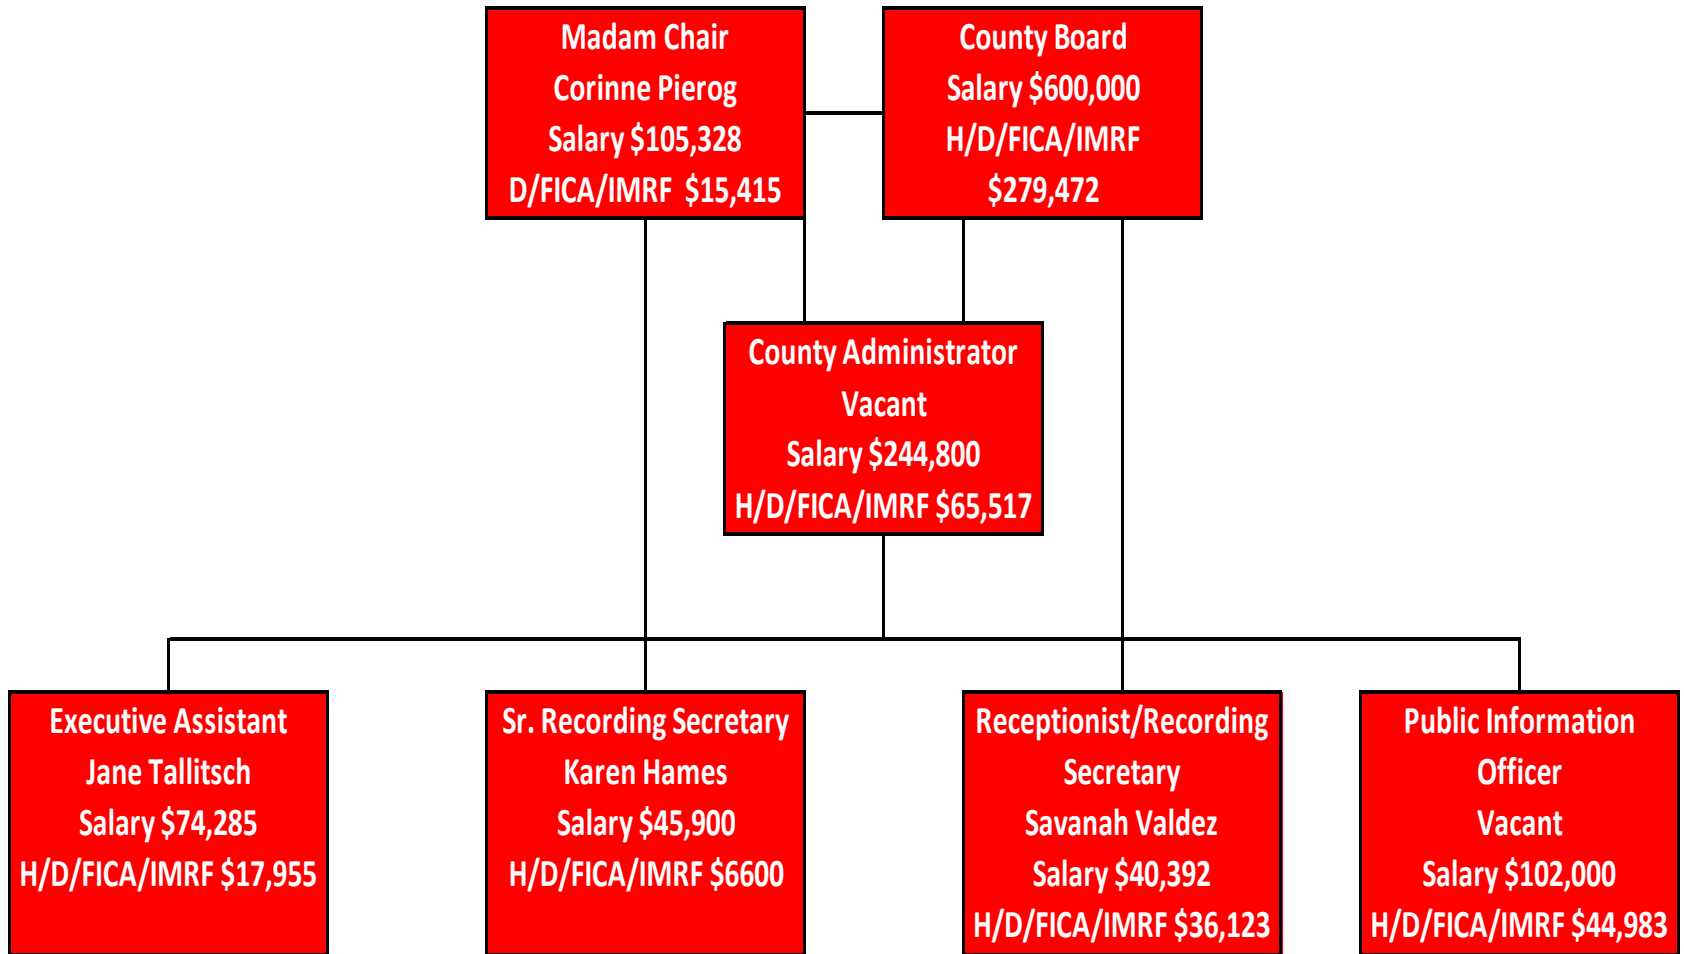 Madam Chair
Corinne Pierog
Salary $105,328
D/FICA/IMRF  $15,415
County Board
Salary $600,000
H/D/FICA/IMRF
$279,472
County Administrator
Vacant
Salary $244,800
H/D/FICA/IMRF $65,517
Executive Assistant
Jane Tallitsch
Salary $74,285
H/D/FICA/IMRF $17,955
Sr. Recording Secretary
Karen Hames
Salary $45,900
H/D/FICA/IMRF $6600
Receptionist/Recording
Secretary
Savanah Valdez
Salary $40,392
H/D/FICA/IMRF $36,123
Public Information
Officer
Vacant
Salary $102,000
H/D/FICA/IMRF $44,983